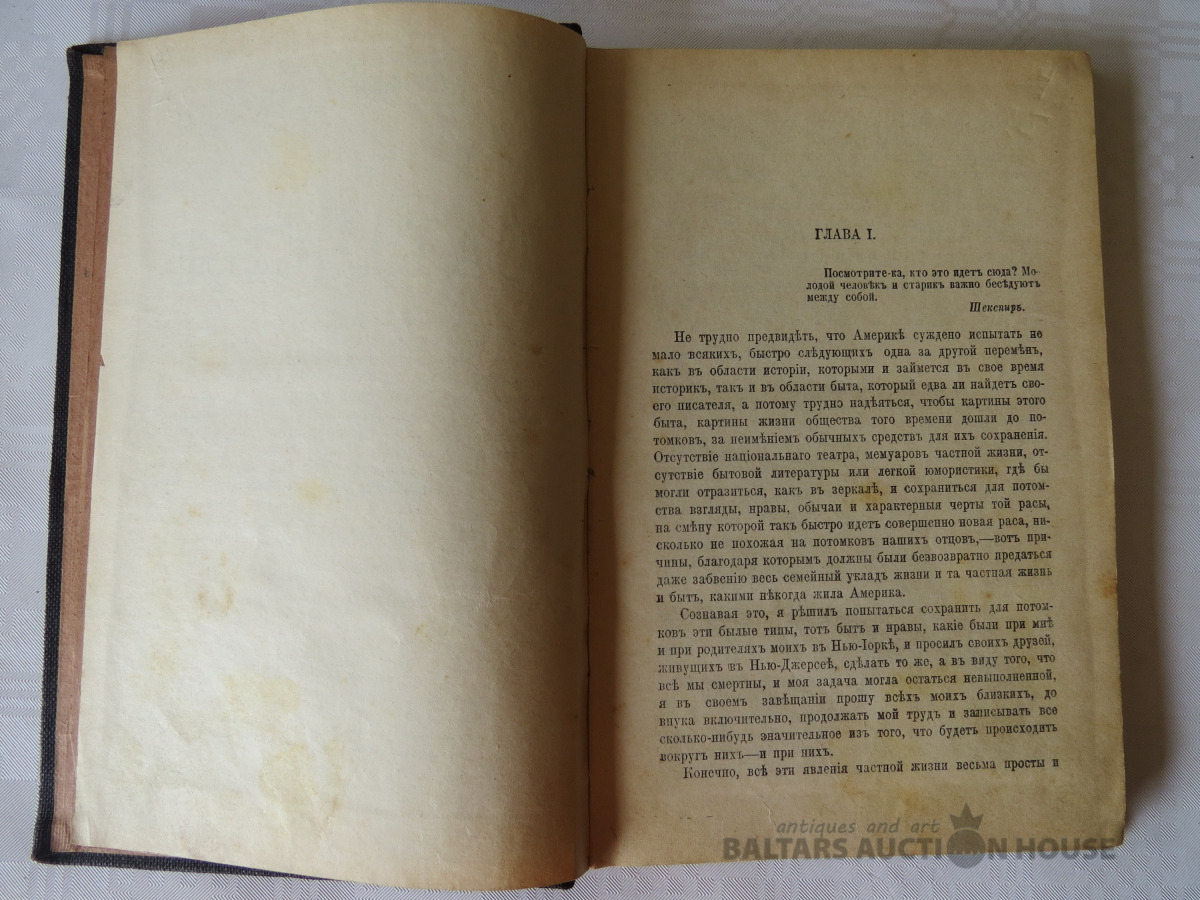 ГЛАВА I.
Посмотрите-ка, кто это идетъ сюда? Мо-
лодой человѣкъ и старикъ важно бесѣдуютъ
между собой.
Шекспиръ.
Не трудно предвидѣть, что Америкѣ суждено испытать не
мало всякихъ, быстро слѣдующихъ одна за другой перемѣнъ,
какъ въ области исторіи, которыми и займется въ свое время
историкъ, такъ и въ области быта, который едва ли найдетъ сво-
его писателя, а потому трудно надѣяться, чтобы картины этого
быта, картины жизни общества того времени дошли до по-
томковъ, за неимѣніемъ обычныхъ средствъ для ихъ сохраненія.
Отсутствіе національнаго театра, мемуаровъ частной жизни, от-
сутствіе бытовой литературы или легкой юмористики, гдѣ бы
могли отразиться, какъ въ зеркалѣ, и сохраниться для потом-
ства взгляды, нравы, обычаи и характерныя черты той расы,
на смѣну которой такъ быстро идетъ совершенно новая раса, ни-
сколько не похожая на потомковъ нашихъ отцовъ,—вотъ при-
чины, благодаря которымъ должны были безвозвратно предаться
даже забвенію весь семейный укладъ жизни и та частная жизнь
и бытъ, какими нѣкогда жила Америка.
Сознавая это, я рѣшилъ попытаться сохранить для потом-
ковъ эти былые типы, тотъ бытъ и нравы, какіе были при мнѣ
и при родителяхъ моихъ въ Нью-Іоркѣ, и просилъ своихъ друзей,
живущихъ въ Нью-Джерсеѣ, сдѣлать то же, а въ виду того, что
всѣ мы смертны, и моя задача могла остаться невыполненной,
я въ своемъ завѣщаніи прошу всѣхъ моихъ близкихъ, до
внука включительно, продолжать мой трудъ и записывать все
сколько-нибудь значительное изъ того, что будетъ происходить
вокругъ нихъ—и при нихъ.
Конечно, всѣ эти явленія частной жизни весьма просты и
antiques and art
BALTARS AUCTION HOUSE